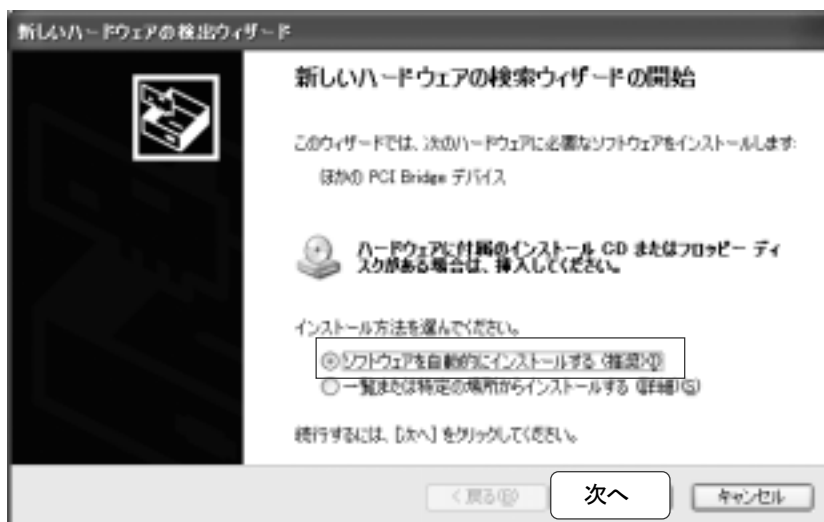 新しいハードウェアの検出ウィザード
新しいハードウェアの検索ウィザードの開始
このウィザードでは、次のハードウェアに必要なソフトウェアをインストールします:
ほかの PCI Bridge デバイス
ハードウェアに付属のインストール CD またはフロッピー ディ
スクがある場合は、挿入してください。
インストール方法を選んでください。
ソフトウェアを自動的にインストールする (推奨)(I)
一覧または特定の場所からインストールする (詳細)(S)
続行するには、[次へ] をクリックしてください。
< 戻る(B)
次へ
キャンセル